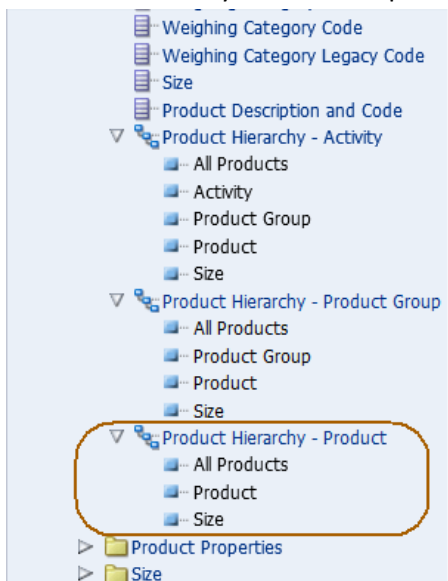 Weighing Category Code
Weighing Category Legacy Code
Size
Product Description and Code
Product Hierarchy - Activity
All Products
Activity
Product Group
Product
Size
Product Hierarchy - Product Group
All Products
Product Group
Product
Size
Product Hierarchy - Product
All Products
Product
Size
Product Properties
Size